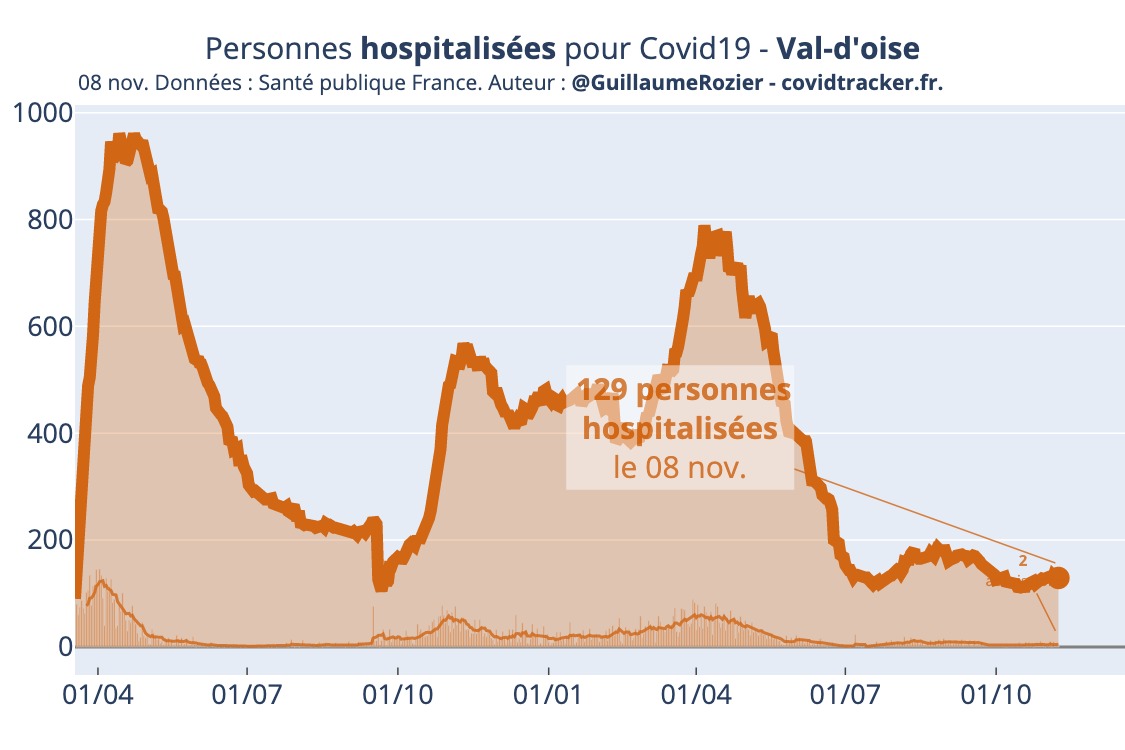 Personnes hospitalisées pour Covid19 - Val-d'oise
08 nov. Données : Santé publique France. Auteur : @GuillaumeRozier - covidtracker.fr.
1000
800
600
400
200
0
129 personnes
hospitalisées
le 08 nov.
2
01/04
01/07
01/10
01/01
01/04
01/07
01/10